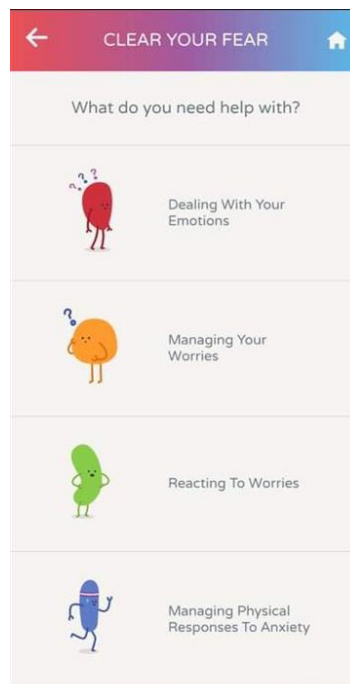 CLEAR YOUR FEAR
What do you need help with?
Dealing With Your
Emotions
Managing Your
Worries
Reacting To Worries
Managing Physical
Responses To Anxiety